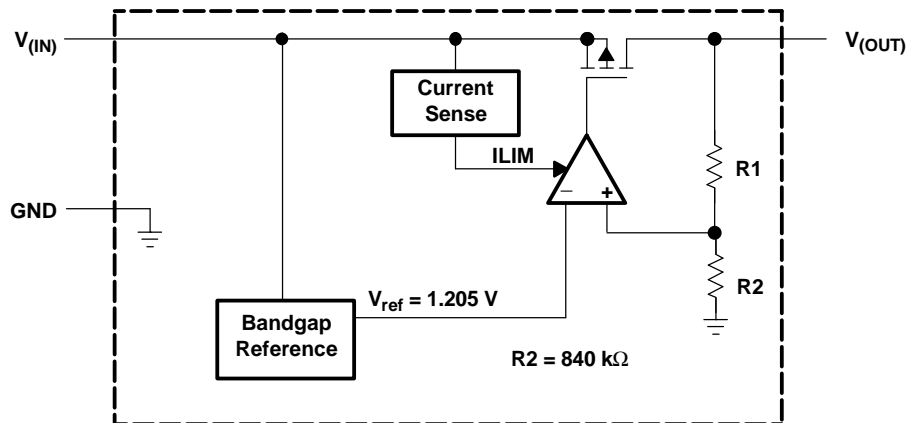 V(IN)
V(OUT)
Current
Sense
ILIM
R1
− +
GND
R2
Vref = 1.205 V
Bandgap
Reference
R2 = 840 kΩ